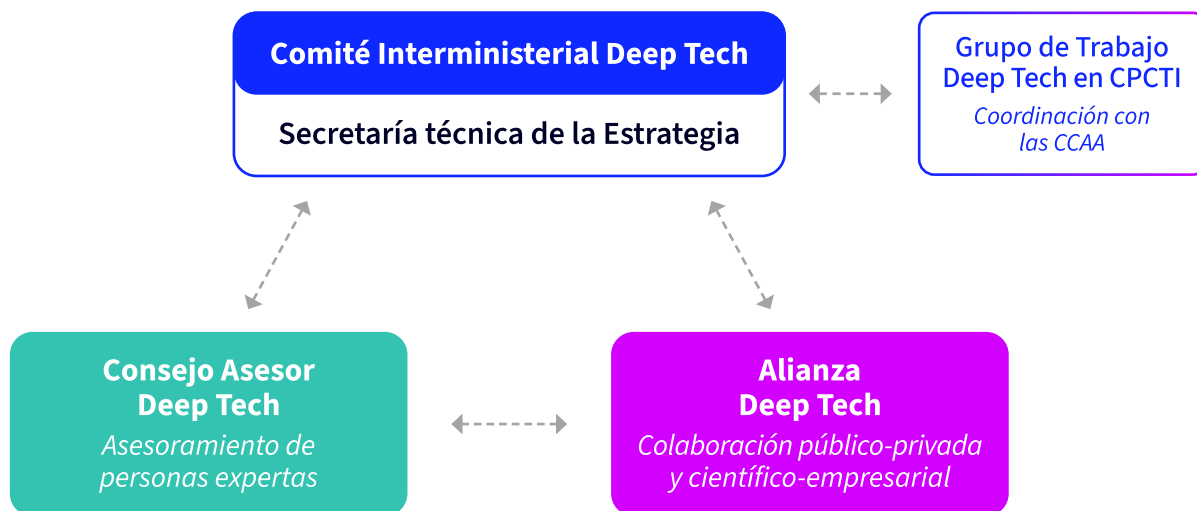 Comité Interministerial Deep Tech
Secretaría técnica de la Estrategia
Grupo de Trabajo
Deep Tech en CPCTI
Coordinación con
las CCAA
Consejo Asesor
Deep Tech
Asesoramiento de
personas expertas
Alianza
Deep Tech
Colaboración público-privada
y científico-empresarial